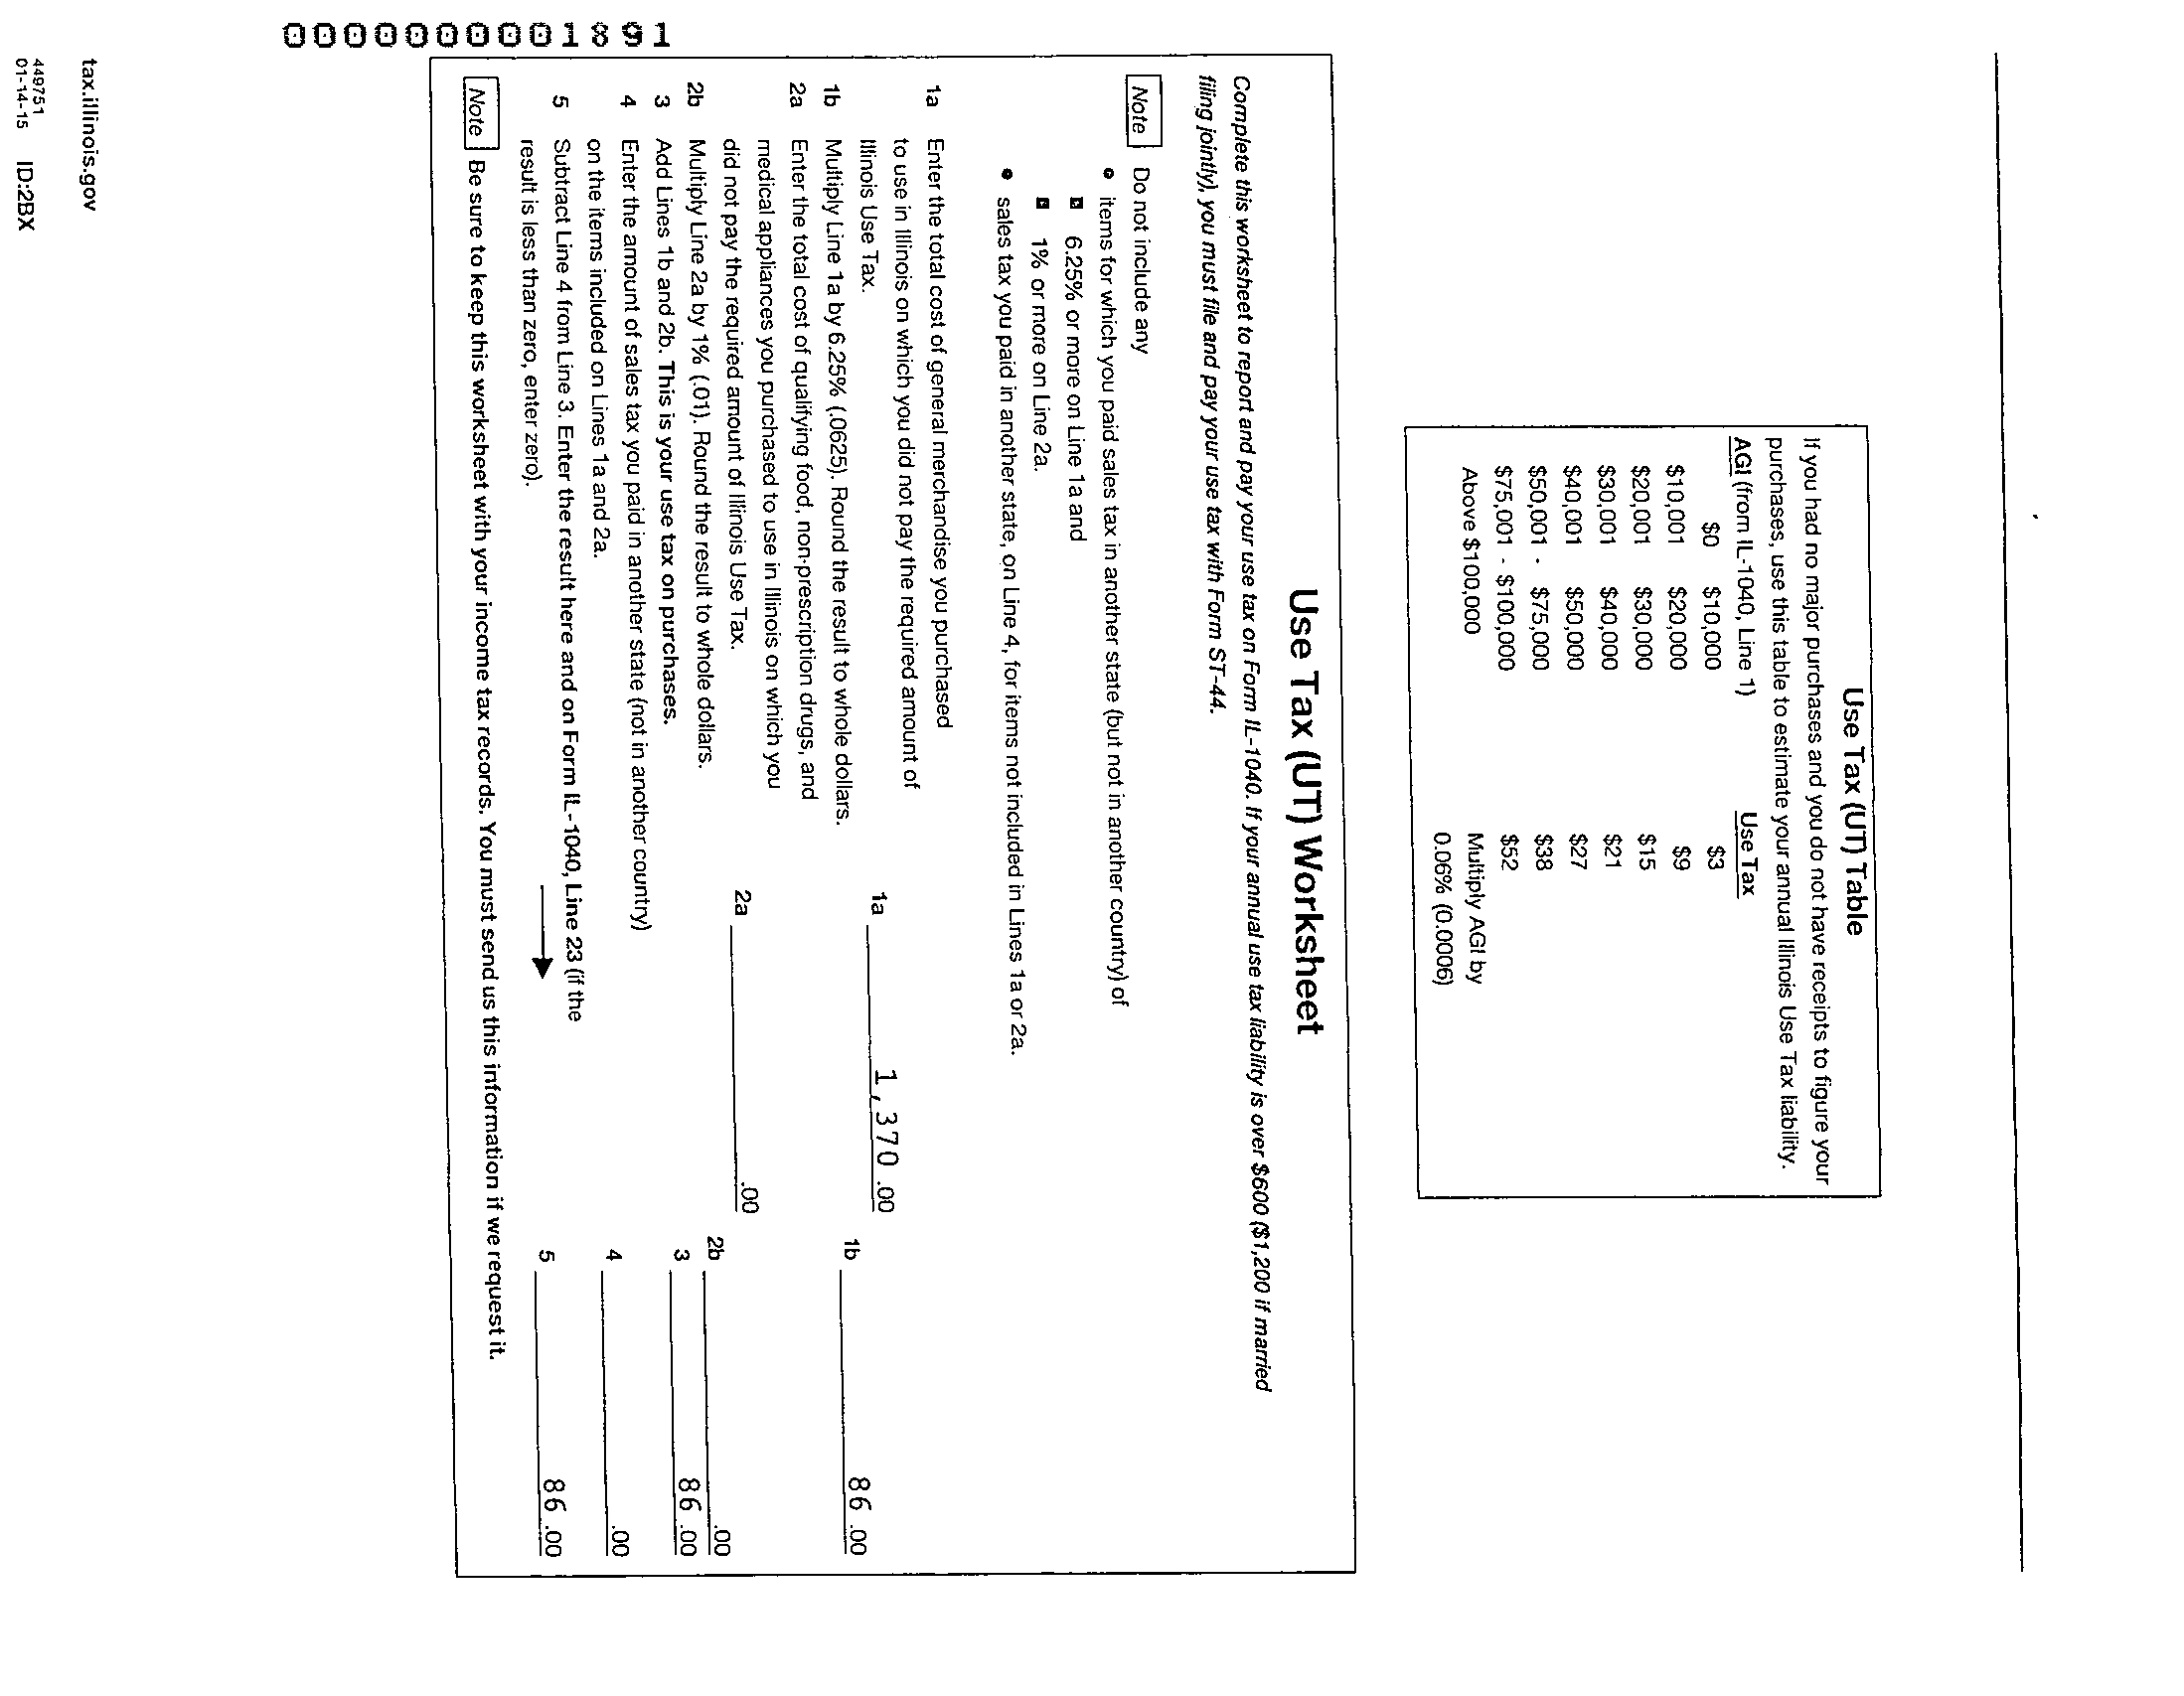 Use Tax (UT) Table
If you had no major purchases and you do not have receipts to figure your
purchases, use this table to estimate your annual Illinois Use Tax liability.
AGI (from IL-1040, Line 1) Use Tax
$0 $10,000 $3
$10,001 $20,000 $9
$20,001 $30,000 $15
$30,001 $40,000 $21
$40,001 $50,000 $27
$50,001 - $75,000 $38
$75,001 - $100,000 $52
Above $100,000 Multiply AGI by
0.06% (0.0006)
Use Tax (UT) Worksheet
Complete this worksheet to report and pay your use tax on Form IL-1040. If your annual use tax liability is over $600 ($1,200 if married
filing jointly), you must file and pay your use tax with Form ST-44.
Note Do not include any
• items for which you paid sales tax in another state (but not in another country) of
6.25% or more on Line 1a and
1% or more on Line 2a.
• sales tax you paid in another state, on Line 4, for items not included in Lines 1a or 2a.
1a Enter the total cost of general merchandise you purchased
to use in Illinois on which you did not pay the required amount of
Illinois Use Tax. 1a 1,370 .00
1b Multiply Line 1a by 6.25% (.0625). Round the result to whole dollars. 1b 86 .00
2a Enter the total cost of qualifying food, non-prescription drugs, and
medical appliances you purchased to use in Illinois on which you
did not pay the required amount of Illinois Use Tax. 2a .00
2b Multiply Line 2a by 1% (.01). Round the result to whole dollars. 2b .00
3 Add Lines 1b and 2b. This is your use tax on purchases. 3 86 .00
4 Enter the amount of sales tax you paid in another state (not in another country)
on the items included on Lines 1a and 2a. 4 .00
5 Subtract Line 4 from Line 3. Enter the result here and on Form IL-1040, Line 23 (if the
result is less than zero, enter zero). 5 86 .00
Note Be sure to keep this worksheet with your income tax records. You must send us this information if we request it.
000000001891
tax.illinois.gov
449751
01-14-15 ID:2BX